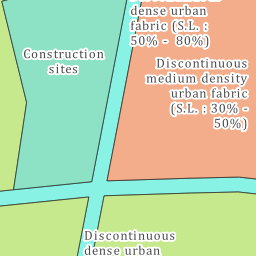 dense urban
fabric (S.L. :
50% - 80%)
Construction
sites
Discontinuous
medium density
urban fabric
(S.L. : 30% -
50%)
Discontinuous
dense urban